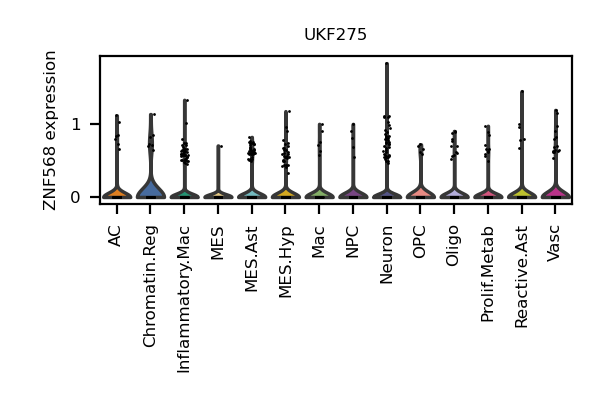 UKF275
ZNF568 expression
1
0
AC
Chromatin.Reg
Inflammatory.Mac
MES
MES.Ast
MES.Hyp
Mac
NPC
Neuron
OPC
Oligo
Prolif.Metab
Reactive.Ast
Vasc